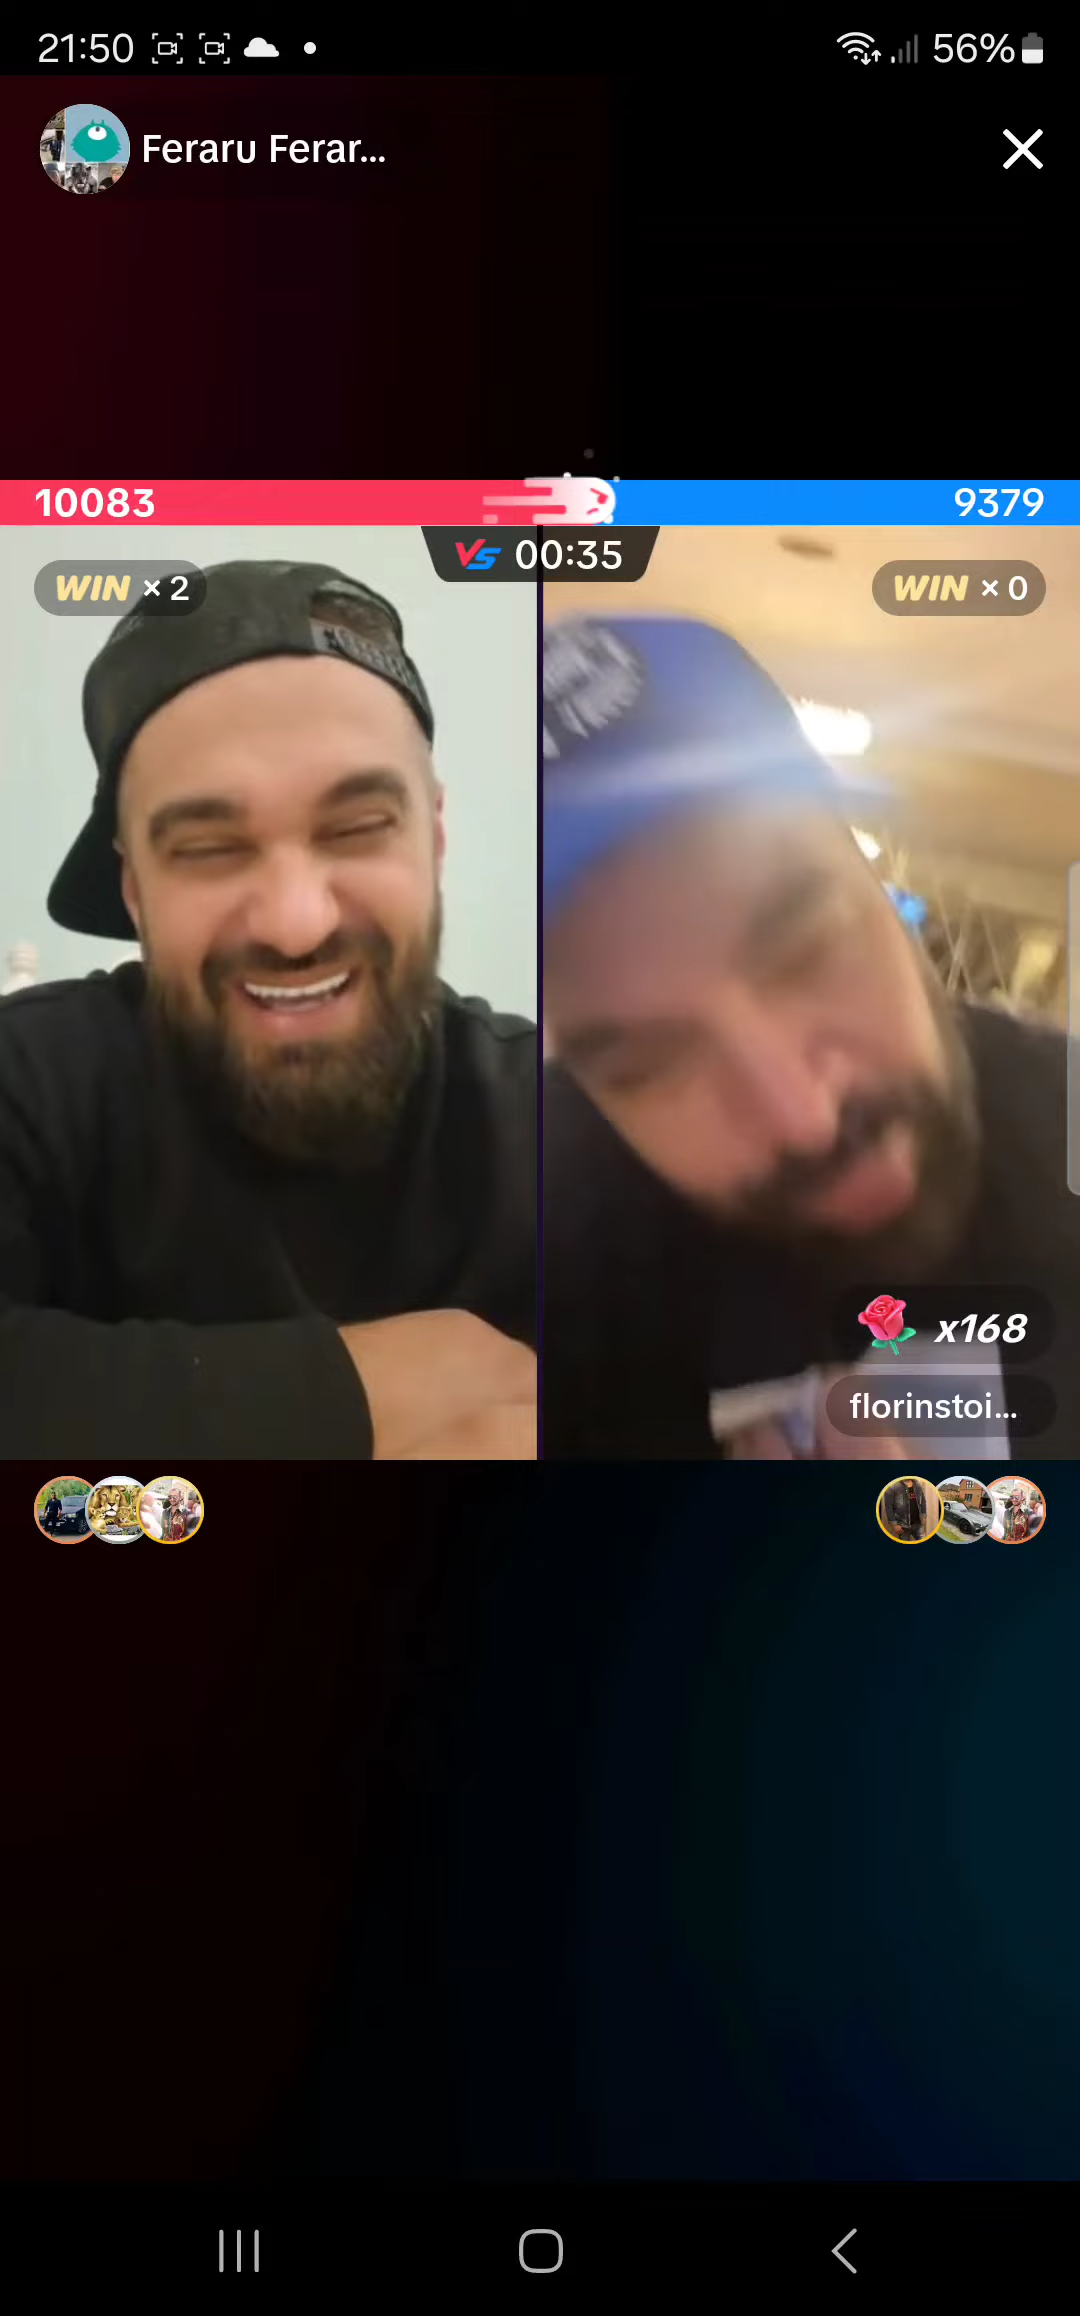 21:50
56%
Feraru Ferar...
10083
9379
VS 00:35
WIN × 2
WIN × 0
x168
florinstoi...